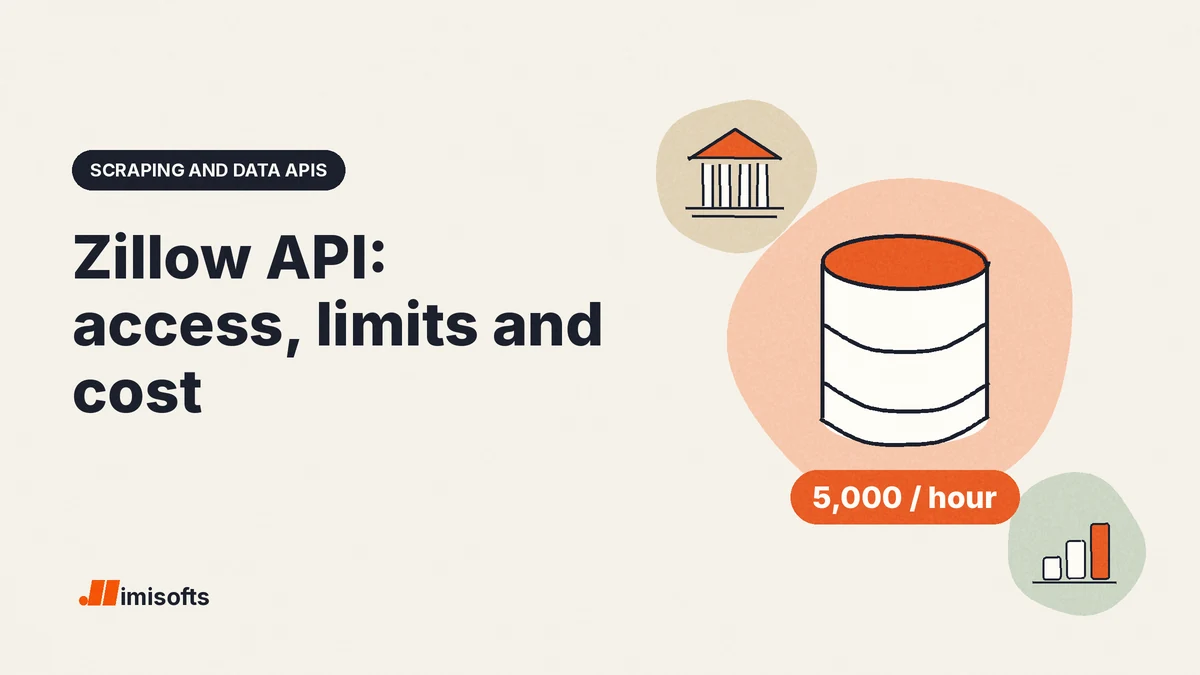 SCRAPING AND DATA APIS
Zillow API:
access, limits and
cost
5,000 / hour
imisofts